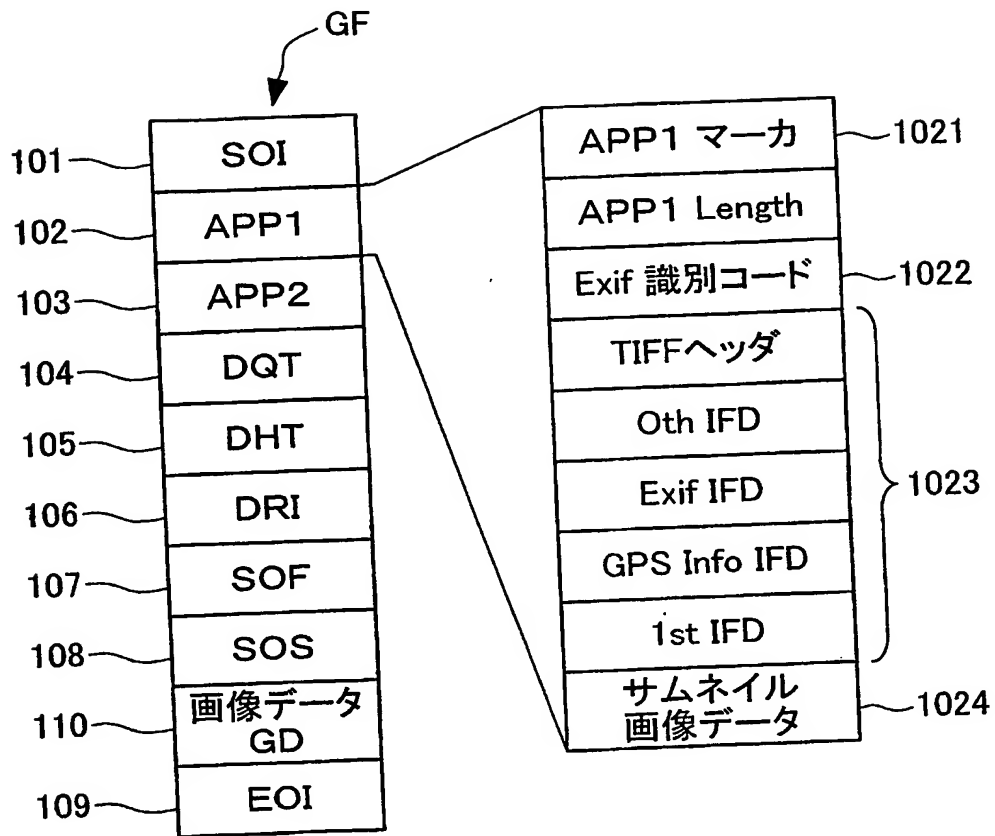 GF
101
SOI
102
APP1
103
APP2
104
DQT
105
DHT
106
DRI
107
SOF
108
SOS
110
画像データ
GD
109
EOI
APP1 マーカ
1021
APP1 Length
Exif 識別コード
1022
TIFFヘッダ
0th IFD
Exif IFD
GPS Info IFD
1st IFD
1023
サムネイル
画像データ
1024